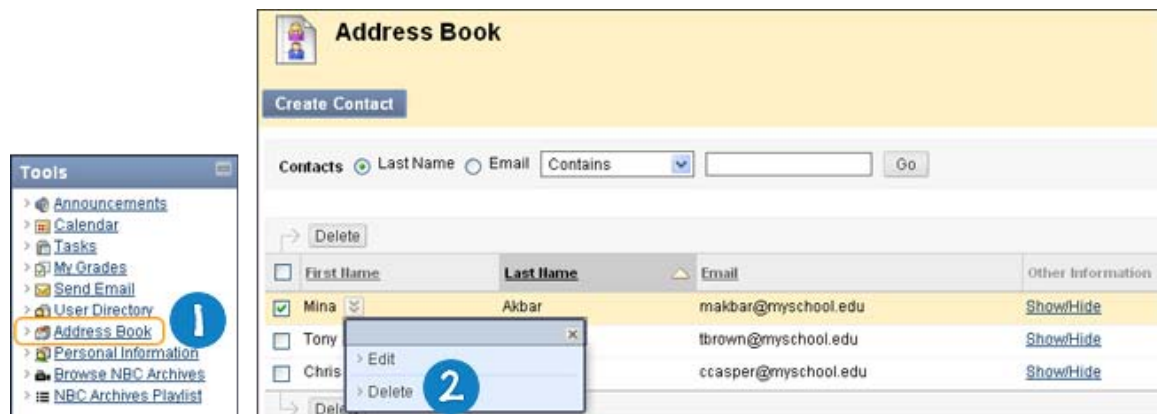 Address Book
Create Contact
Contacts Last Name Email Contains Go
Delete
First Name Last Name Email Other Information
Mina Akbar makbar@myschool.edu Show/Hide
Tony tbrown@myschool.edu Show/Hide
Chris ccasper@myschool.edu Show/Hide
Edit
Delete 2
Delete
Tools
Announcements
Calendar
Tasks
My Grades
Send Email
User Directory
Address Book 1
Personal Information
Browse NBC Archives
NBC Archives Playlist